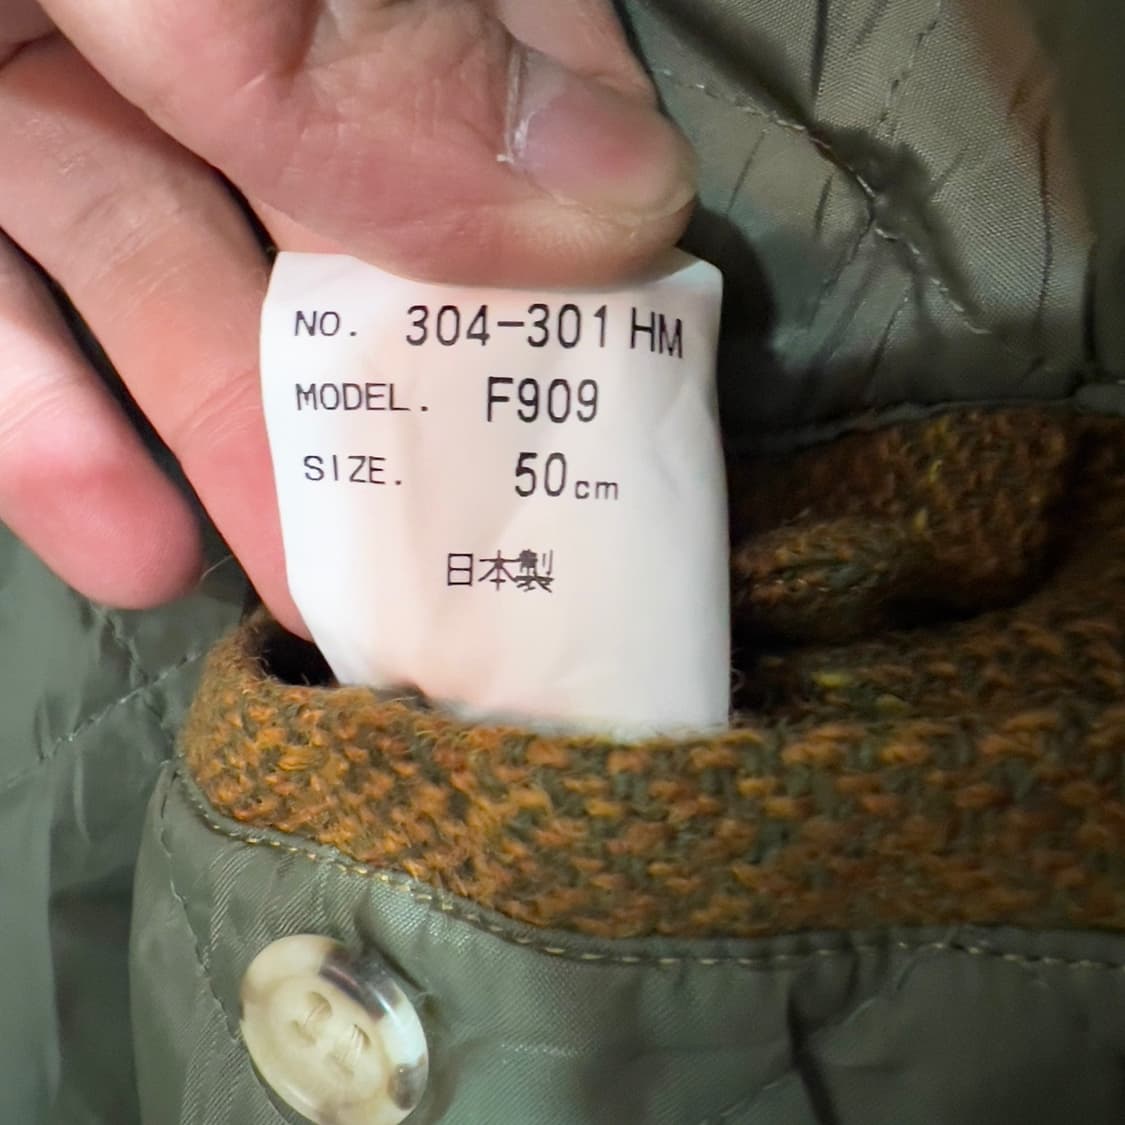 NO. 304-301 HM
MODEL. F909
SIZE. 50cm
日本製